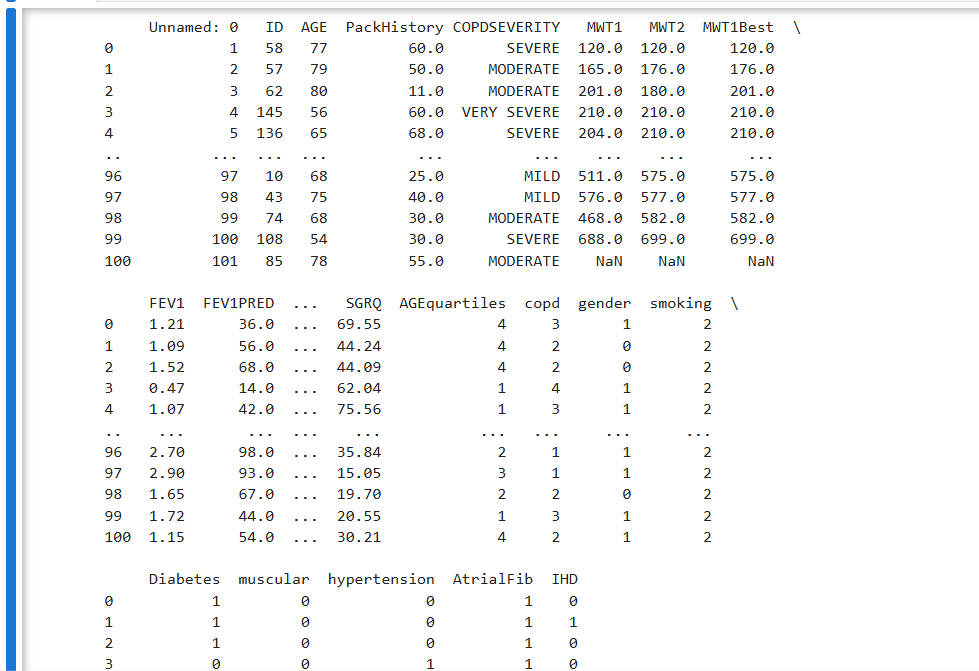 Unnamed: 0 ID AGE PackHistory COPDSEVERITY MWT1 MWT2 MWT1Best \
0 1 58 77 60.0 SEVERE 120.0 120.0 120.0
1 2 57 79 50.0 MODERATE 165.0 176.0 176.0
2 3 62 80 11.0 MODERATE 201.0 180.0 201.0
3 4 145 56 60.0 VERY SEVERE 210.0 210.0 210.0
4 5 136 65 68.0 SEVERE 204.0 210.0 210.0
.. ... ... ... ... ... ... ... ...
96 97 10 68 25.0 MILD 511.0 575.0 575.0
97 98 43 75 40.0 MILD 576.0 577.0 577.0
98 99 74 68 30.0 MODERATE 468.0 582.0 582.0
99 100 108 54 30.0 SEVERE 688.0 699.0 699.0
100 101 85 78 55.0 MODERATE NaN NaN NaN
FEV1 FEV1PRED ... SGRQ AGEquartiles copd gender smoking \
0 1.21 36.0 ... 69.55 4 3 1 2
1 1.09 56.0 ... 44.24 4 2 0 2
2 1.52 68.0 ... 44.09 4 2 0 2
3 0.47 14.0 ... 62.04 1 4 1 2
4 1.07 42.0 ... 75.56 1 3 1 2
.. ... ... ... ... ... ... ... ...
96 2.70 98.0 ... 35.84 2 1 1 2
97 2.90 93.0 ... 15.05 3 1 1 2
98 1.65 67.0 ... 19.70 2 2 0 2
99 1.72 44.0 ... 20.55 1 3 1 2
100 1.15 54.0 ... 30.21 4 2 1 2
Diabetes muscular hypertension AtrialFib IHD
0 1 0 0 1 0
1 1 0 0 1 1
2 1 0 0 1 0
3 0 0 1 1 0